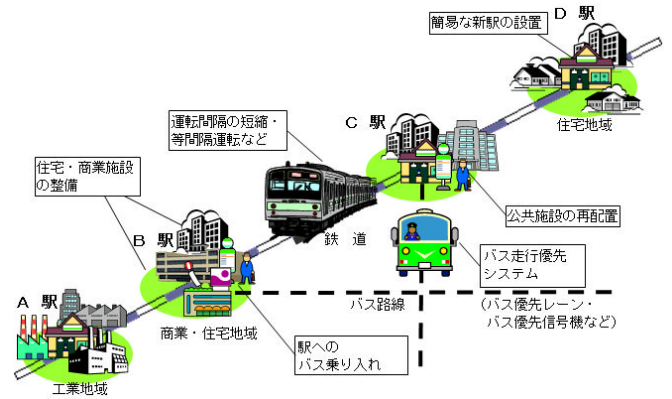 D 駅
簡易な新駅の設置
住宅地域
C 駅
運転間隔の短縮・
等間隔運転など
公共施設の再配置
住宅・商業施設
の整備
鉄 道
B 駅
バス走行優先
システム
バス路線
(バス優先レーン・
バス優先信号機など)
A 駅
商業・住宅地域
駅への
バス乗り入れ
工業地域